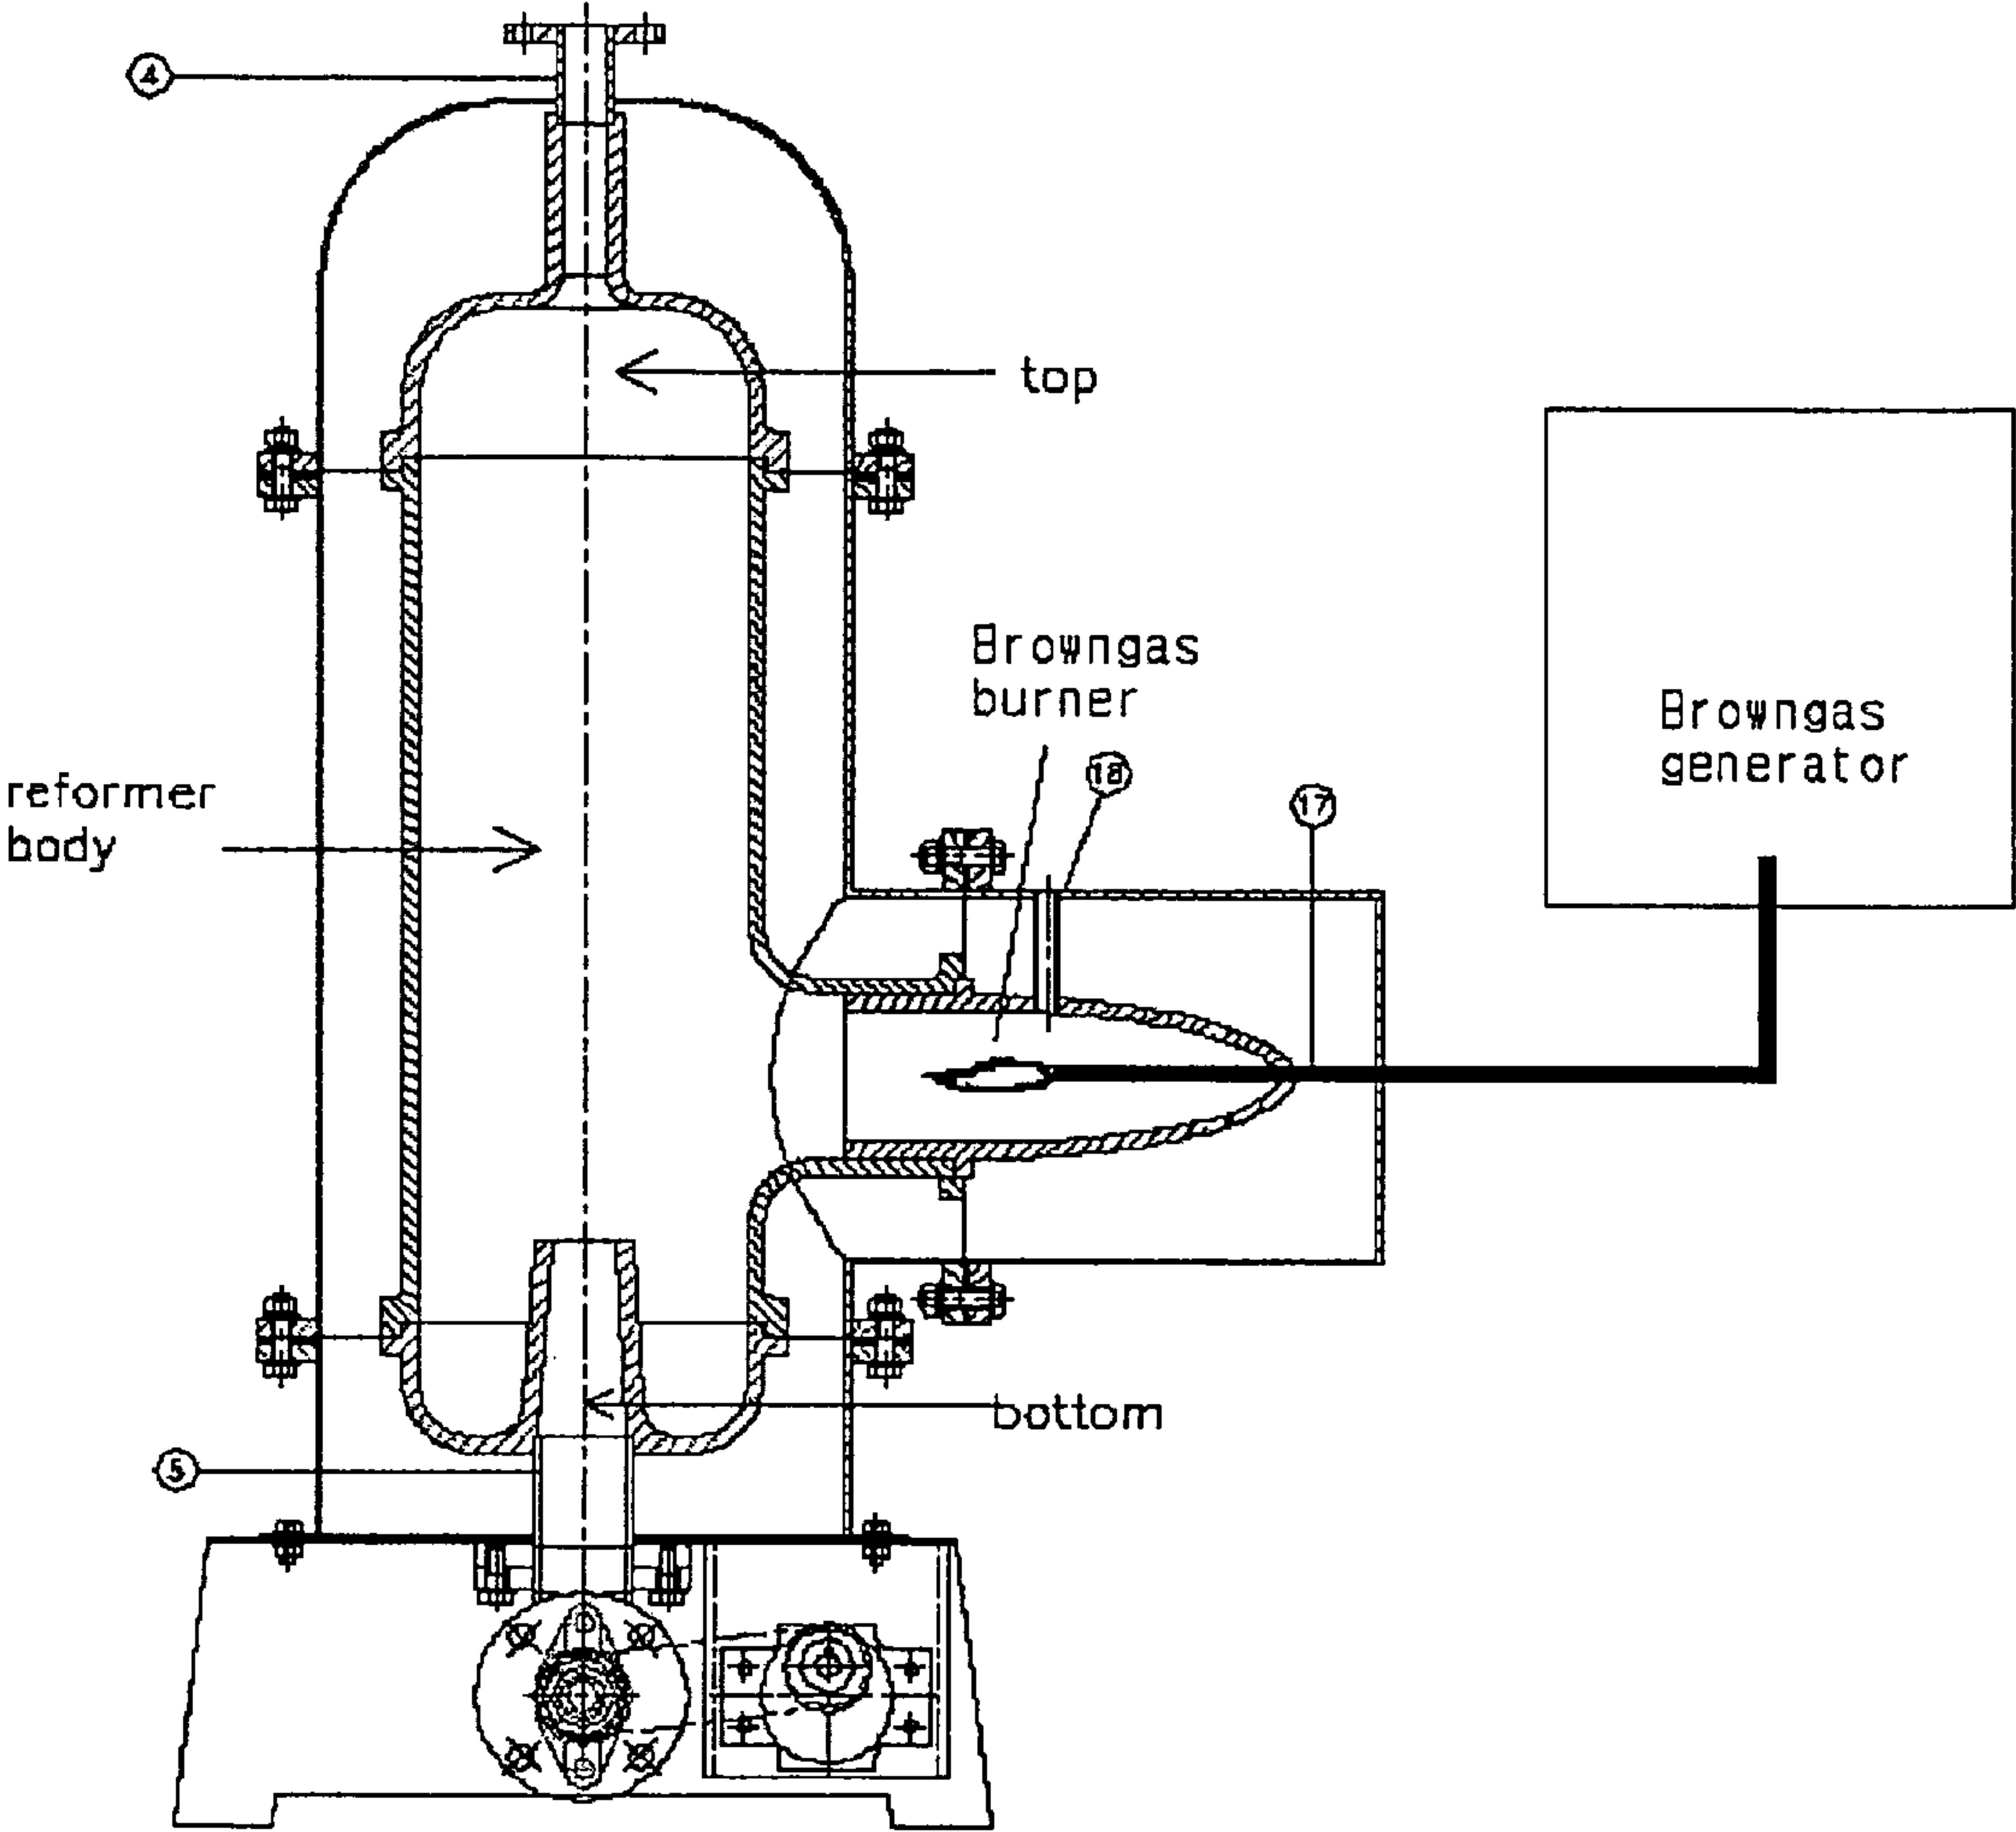 4
top
Browngas
burner
18
17
Browngas
generator
reformer
body
bottom
5